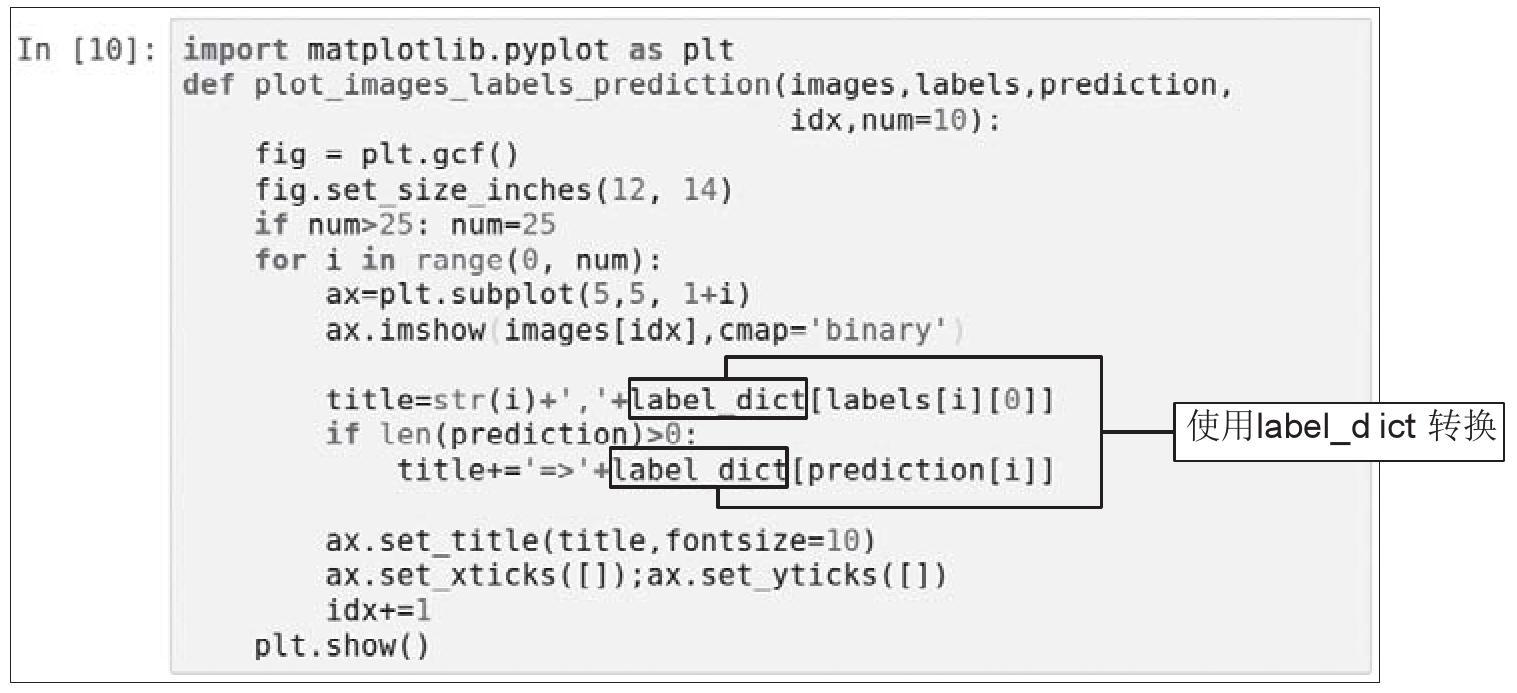 In [10]: import matplotlib.pyplot as plt
def plot_images_labels_prediction(images,labels,prediction,
idx,num=10):
fig = plt.gcf()
fig.set_size_inches(12, 14)
if num>25: num=25
for i in range(0, num):
ax=plt.subplot(5,5, 1+i)
ax.imshow(images[idx],cmap='binary')
title=str(i)+','+label_dict[labels[i][0]]
if len(prediction)>0:
title+='=>'+label_dict[prediction[i]]
使用label_d ict 转换
ax.set_title(title,fontsize=10)
ax.set_xticks([]);ax.set_yticks([])
idx+=1
plt.show()